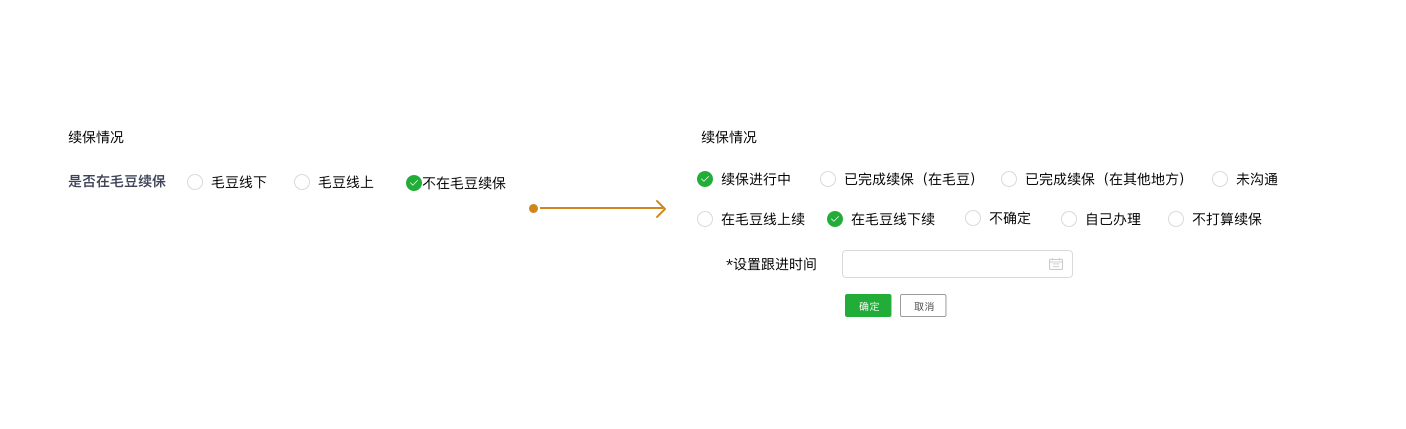 续保情况
是否在毛豆续保 毛豆线下 毛豆线上 不在毛豆续保
续保情况
续保进行中 已完成续保（在毛豆） 已完成续保（在其他地方） 未沟通
在毛豆线上续 在毛豆线下续 不确定 自己办理 不打算续保
*设置跟进时间
确定 取消